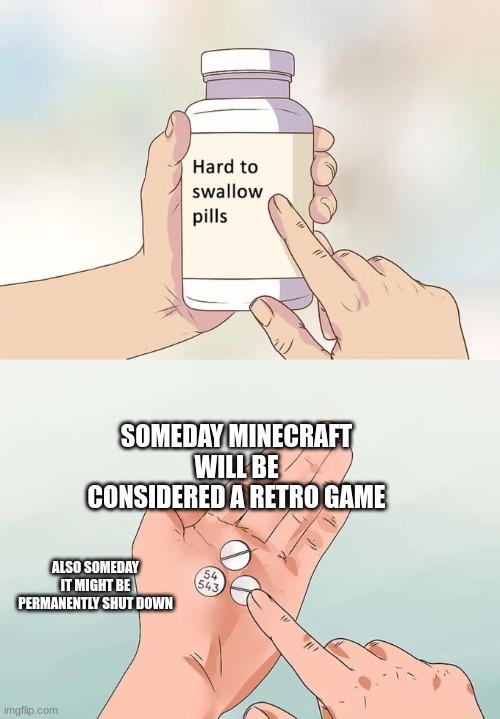 Hard to
swallow
pills
SOMEDAY MINECRAFT
WILL BE
CONSIDERED A RETRO GAME
ALSO SOMEDAY
IT MIGHT BE
PERMANENTLY SHUT DOWN
54
543
imgflip.com